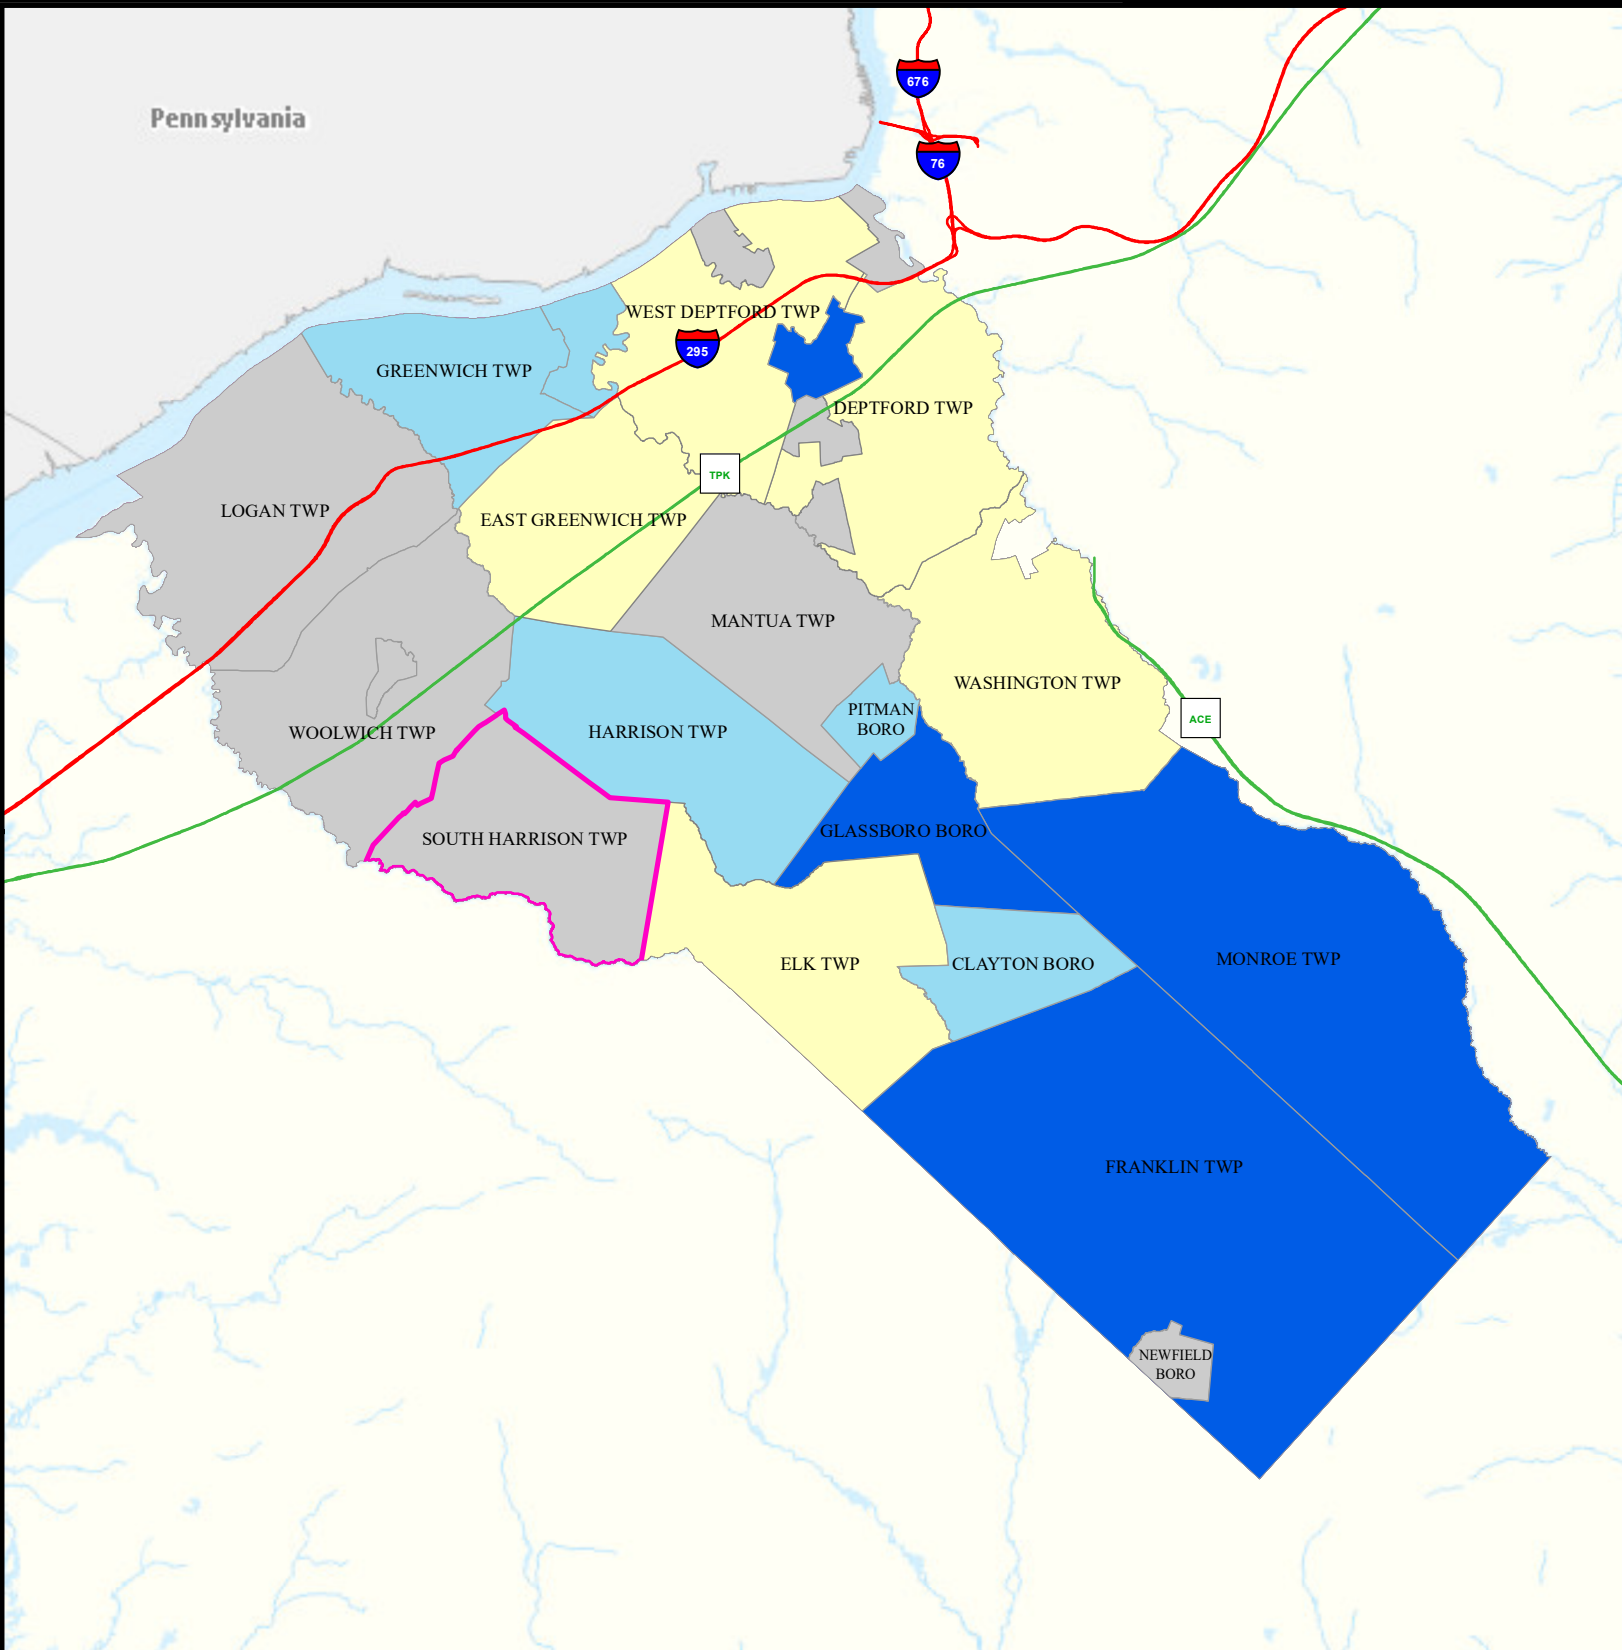 676
Pennsylvania
76
WEST DEPTFORD TWP
295
GREENWICH TWP
DEPTFORD TWP
TPK
LOGAN TWP
EAST GREENWICH TWP
MANTUA TWP
WASHINGTON TWP
PITMAN
BORO
ACE
WOOLWICH TWP
HARRISON TWP
GLASSBORO BORO
SOUTH HARRISON TWP
MONROE TWP
ELK TWP
CLAYTON BORO
FRANKLIN TWP
NEWFIELD
BORO